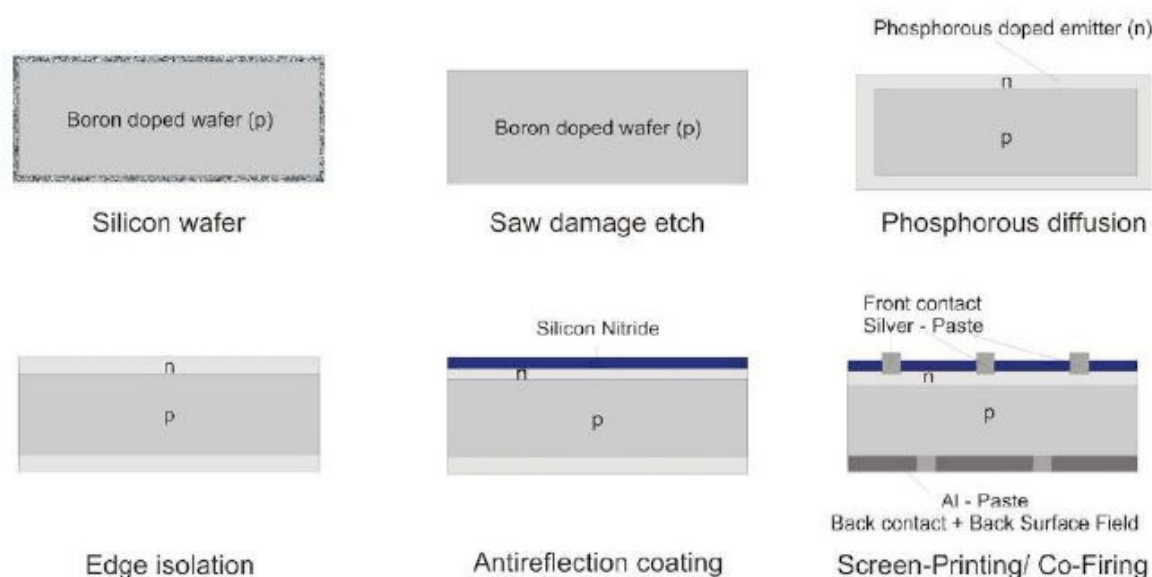 Phosphorous doped emitter (n)
Boron doped wafer (p)
Boron doped wafer (p)
n
p
Silicon wafer
Saw damage etch
Phosphorous diffusion
Front contact
Silver - Paste
Silicon Nitride
n
p
n
p
n
p
Al - Paste
Back contact + Back Surface Field
Edge isolation
Antireflection coating
Screen-Printing/ Co-Firing